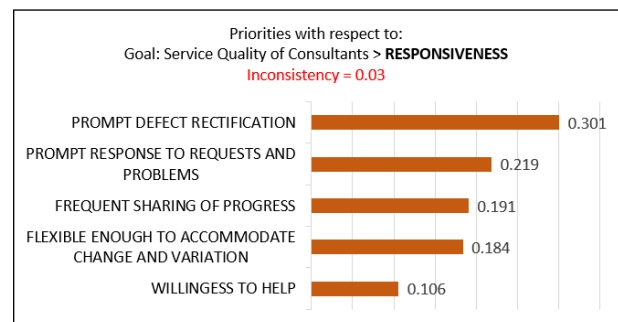 Priorities with respect to:
Goal: Service Quality of Consultants > RESPONSIVENESS
Inconsistency = 0.03
PROMPT DEFECT RECTIFICATION
0.301
PROMPT RESPONSE TO REQUESTS AND
PROBLEMS
0.219
FREQUENT SHARING OF PROGRESS
0.191
FLEXIBLE ENOUGH TO ACCOMMODATE
CHANGE AND VARIATION
0.184
WILLINGESS TO HELP
0.106